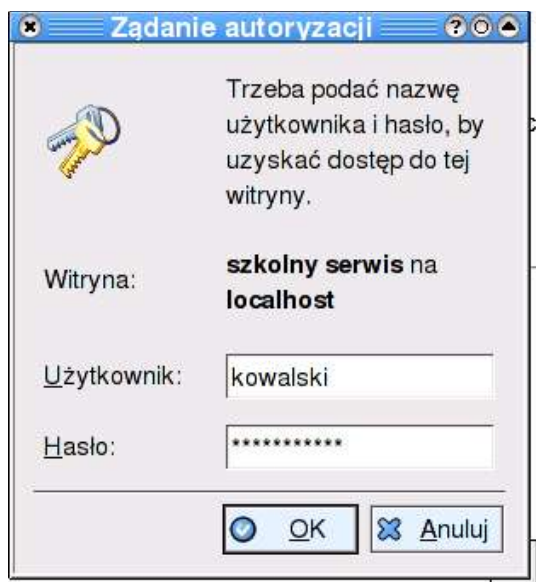 Żądanie autoryzacji
Trzeba podać nazwę
użytkownika i hasło, by
uzyskać dostęp do tej
witryny.
Witryna:
szkolny serwis na
localhost
Użytkownik:
kowalski
Hasło:
***********
OK
Anuluj